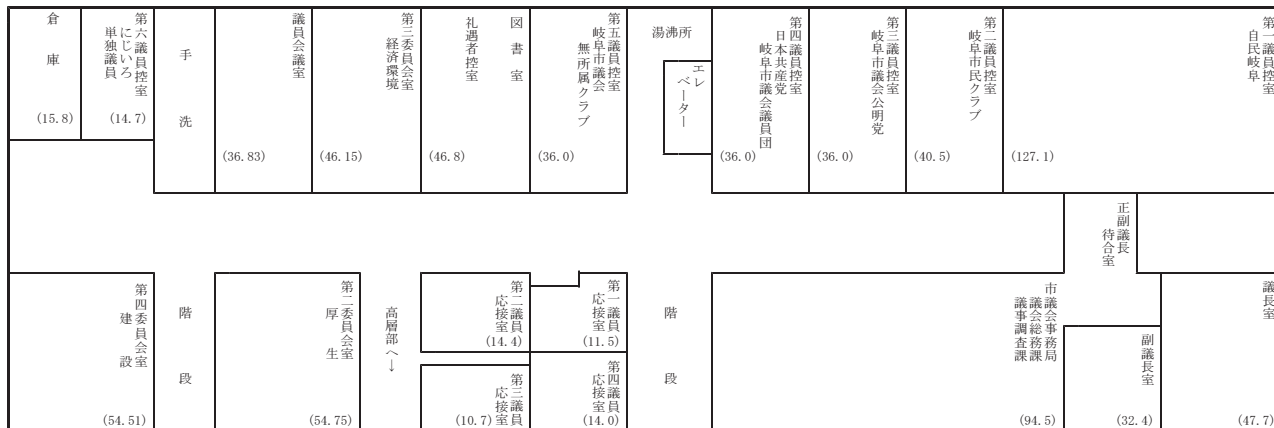 倉庫
(15.8)
第六議員控室
にじいろ
単独議員
(14.7)
手洗
議員会議室
(36.83)
第三委員会室
経済環境
(46.15)
図書室
礼遇者控室
(46.8)
第五議員控室
岐阜市議会
無所属クラブ
(36.0)
湯沸所
エレ
ベーター
第四議員控室
日本共産党
岐阜市議会議員団
(36.0)
第三議員控室
岐阜市議会公明党
(36.0)
第二議員控室
岐阜市民クラブ
(40.5)
第一議員控室
自民岐阜
(127.1)
正副議長
待合室
第四委員会室
建設
(54.51)
階段
第二委員会室
厚生
(54.75)
高層部へ→
第二議員
応接室
(14.4)
第一議員
応接室
(11.5)
第三議員
応接室
(10.7)
第四議員
応接室
(14.0)
階段
市議会事務局
議会総務課
議事調査課
(94.5)
副議長室
(32.4)
議長室
(47.7)